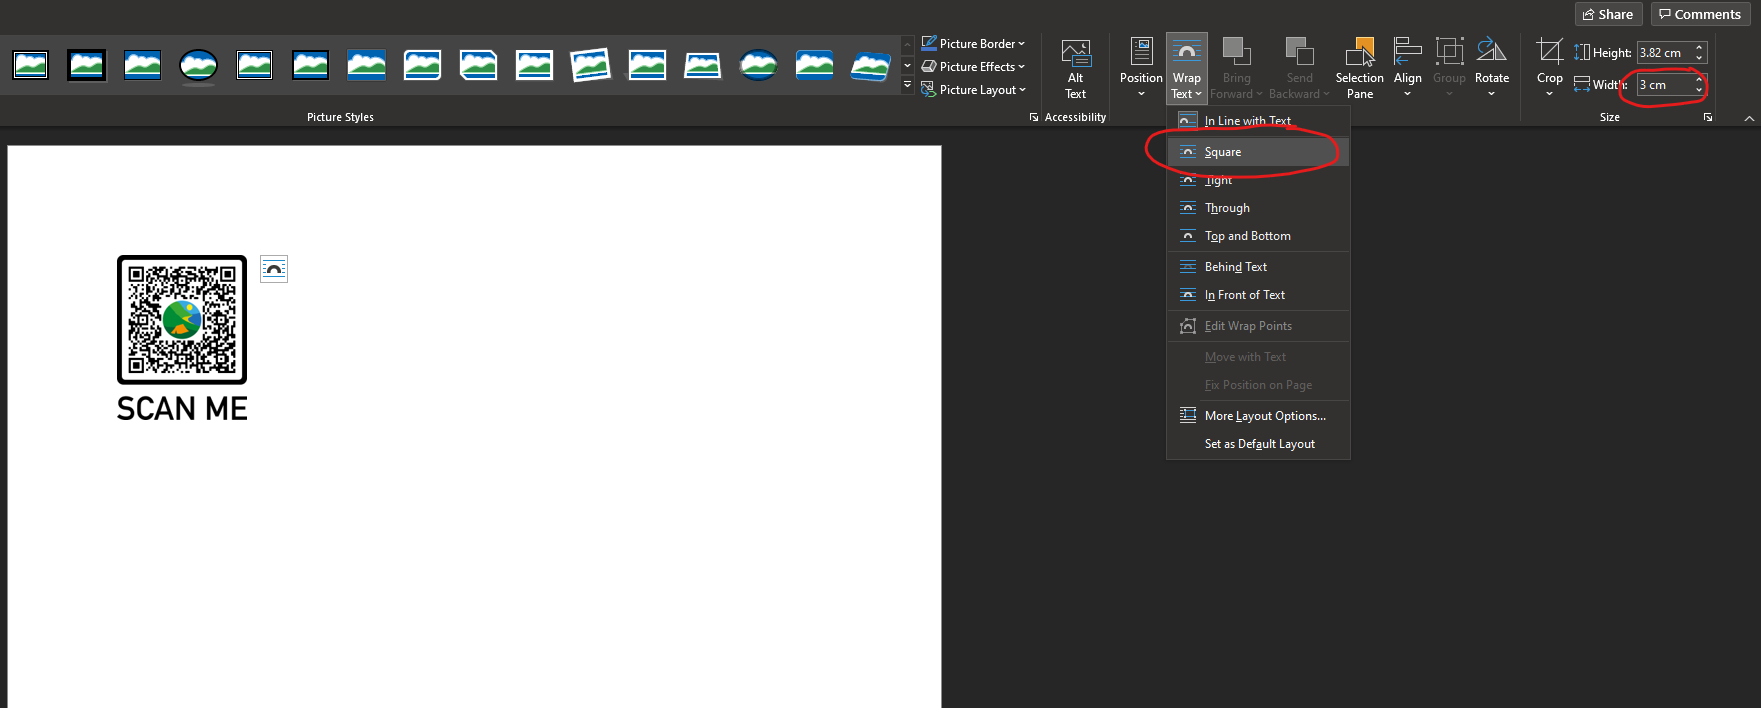 Share
Comments
Picture Border
Picture Effects
Picture Layout
Picture Styles
Alt
Text
Accessibility
Position
Wrap
Text
Bring
Forward
Send
Backward
Selection
Pane
Align
Group
Rotate
Crop
Height: 3.82 cm
Width: 3 cm
Size
In Line with Text
Square
Tight
Through
Top and Bottom
Behind Text
In Front of Text
Edit Wrap Points
Move with Text
Fix Position on Page
More Layout Options...
Set as Default Layout
SCAN ME